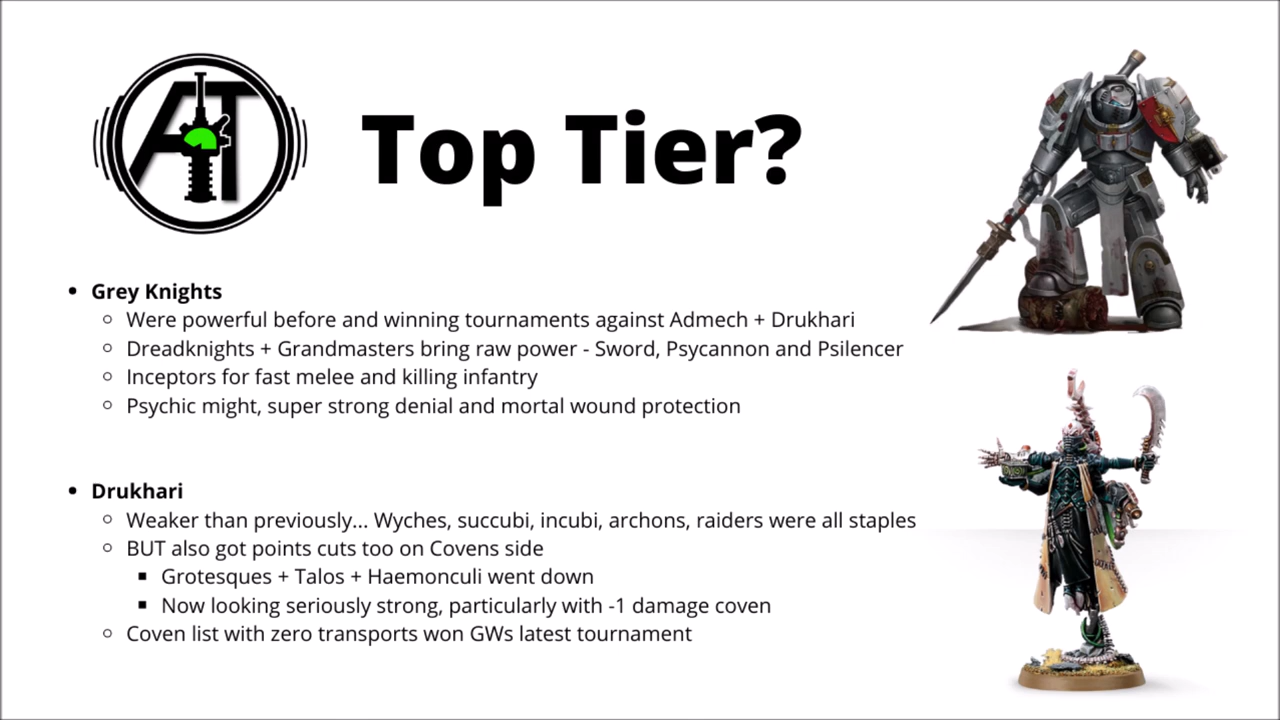 AT
Top Tier?
Grey Knights
Were powerful before and winning tournaments against Admech + Drukhari
Dreadknights + Grandmasters bring raw power - Sword, Psycannon and Psilencer
Inceptors for fast melee and killing infantry
Psychic might, super strong denial and mortal wound protection
Drukhari
Weaker than previously... Wyches, succubi, incubi, archons, raiders were all staples
BUT also got points cuts too on Covens side
Grotesques + Talos + Haemonculi went down
Now looking seriously strong, particularly with -1 damage coven
Coven list with zero transports won GWs latest tournament